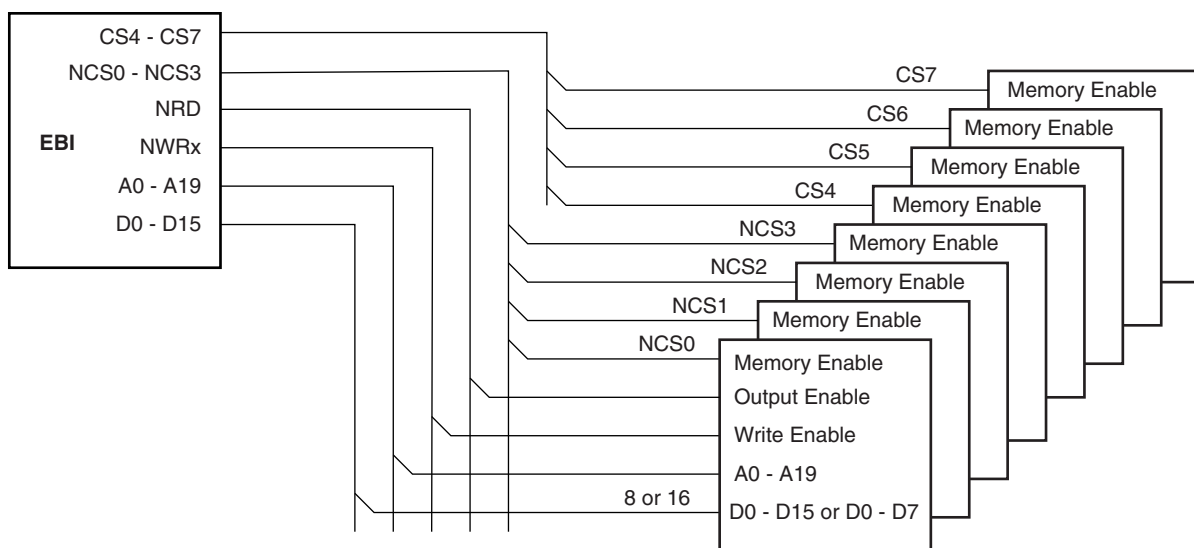 CS4 - CS7
NCS0 - NCS3
NRD
EBI
NWRx
A0 - A19
D0 - D15
CS7
Memory Enable
CS6
Memory Enable
CS5
Memory Enable
CS4
Memory Enable
NCS3
Memory Enable
NCS2
Memory Enable
NCS1
Memory Enable
NCS0
Memory Enable
Output Enable
Write Enable
A0 - A19
8 or 16
D0 - D15 or D0 - D7